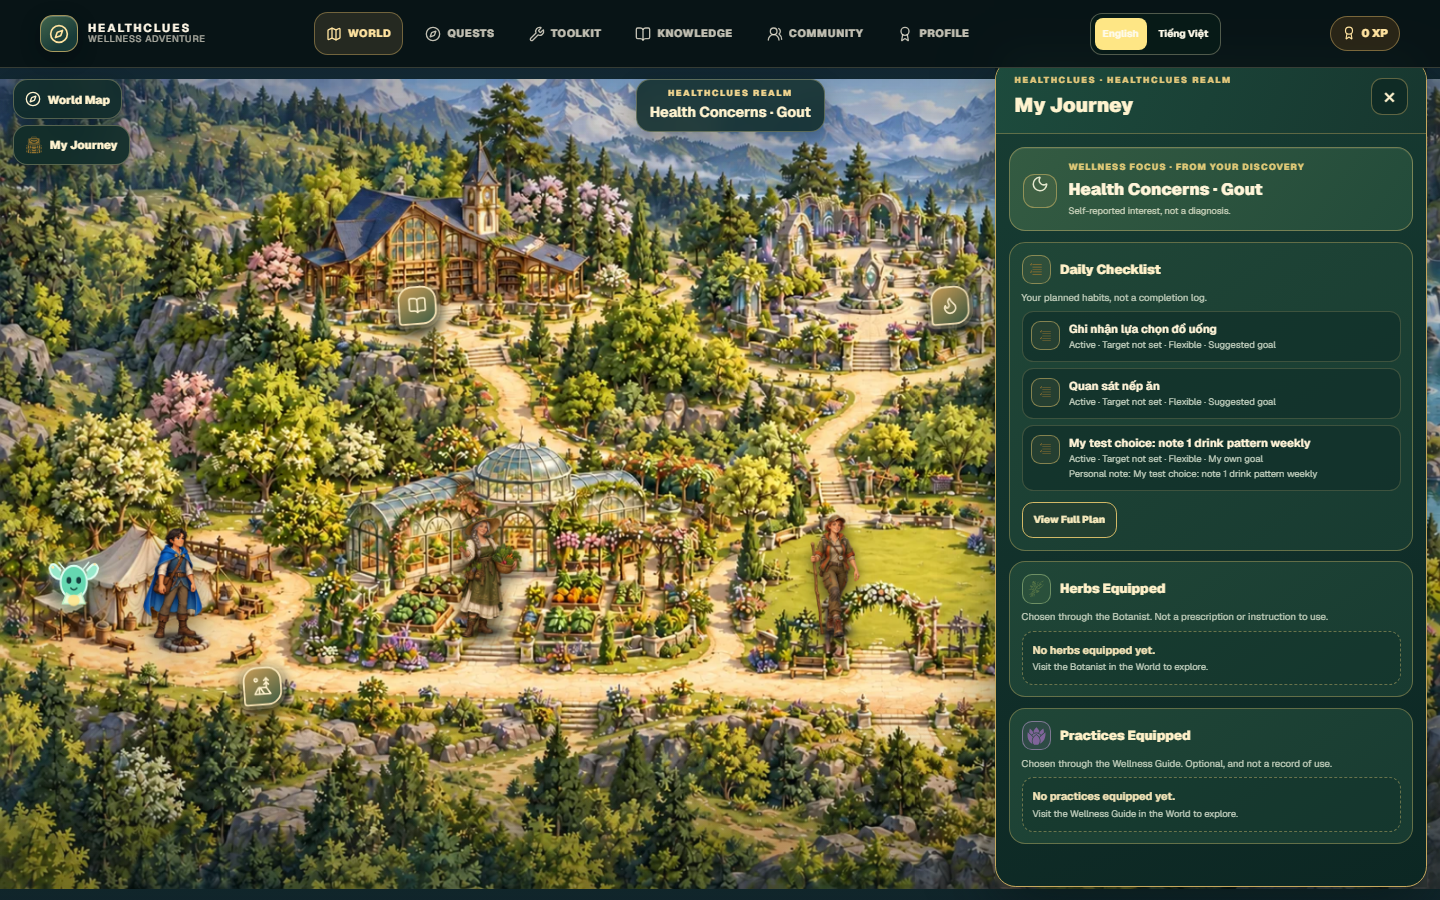 HEALTHCLUES
WELLNESS ADVENTURE
WORLD
QUESTS
TOOLKIT
KNOWLEDGE
COMMUNITY
PROFILE
English
Tiếng Việt
0 XP
World Map
My Journey
HEALTHCLUES REALM
Health Concerns · Gout
HEALTHCLUES · HEALTHCLUES REALM
My Journey
WELLNESS FOCUS · FROM YOUR DISCOVERY
Health Concerns · Gout
Self-reported interest, not a diagnosis.
Daily Checklist
Your planned habits, not a completion log.
Ghi nhận lựa chọn đồ uống
Active · Target not set · Flexible · Suggested goal
Quan sát nếp ăn
Active · Target not set · Flexible · Suggested goal
My test choice: note 1 drink pattern weekly
Active · Target not set · Flexible · My own goal
Personal note: My test choice: note 1 drink pattern weekly
View Full Plan
Herbs Equipped
Chosen through the Botanist. Not a prescription or instruction to use.
No herbs equipped yet.
Visit the Botanist in the World to explore.
Practices Equipped
Chosen through the Wellness Guide. Optional, and not a record of use.
No practices equipped yet.
Visit the Wellness Guide in the World to explore.